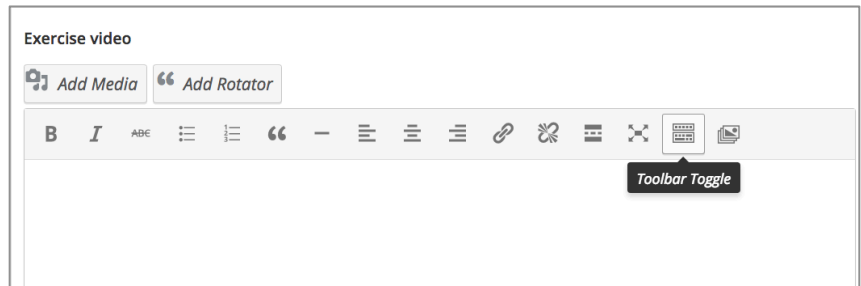 Exercise video
Add Media “ Add Rotator
B I ABC “
Toolbar Toggle